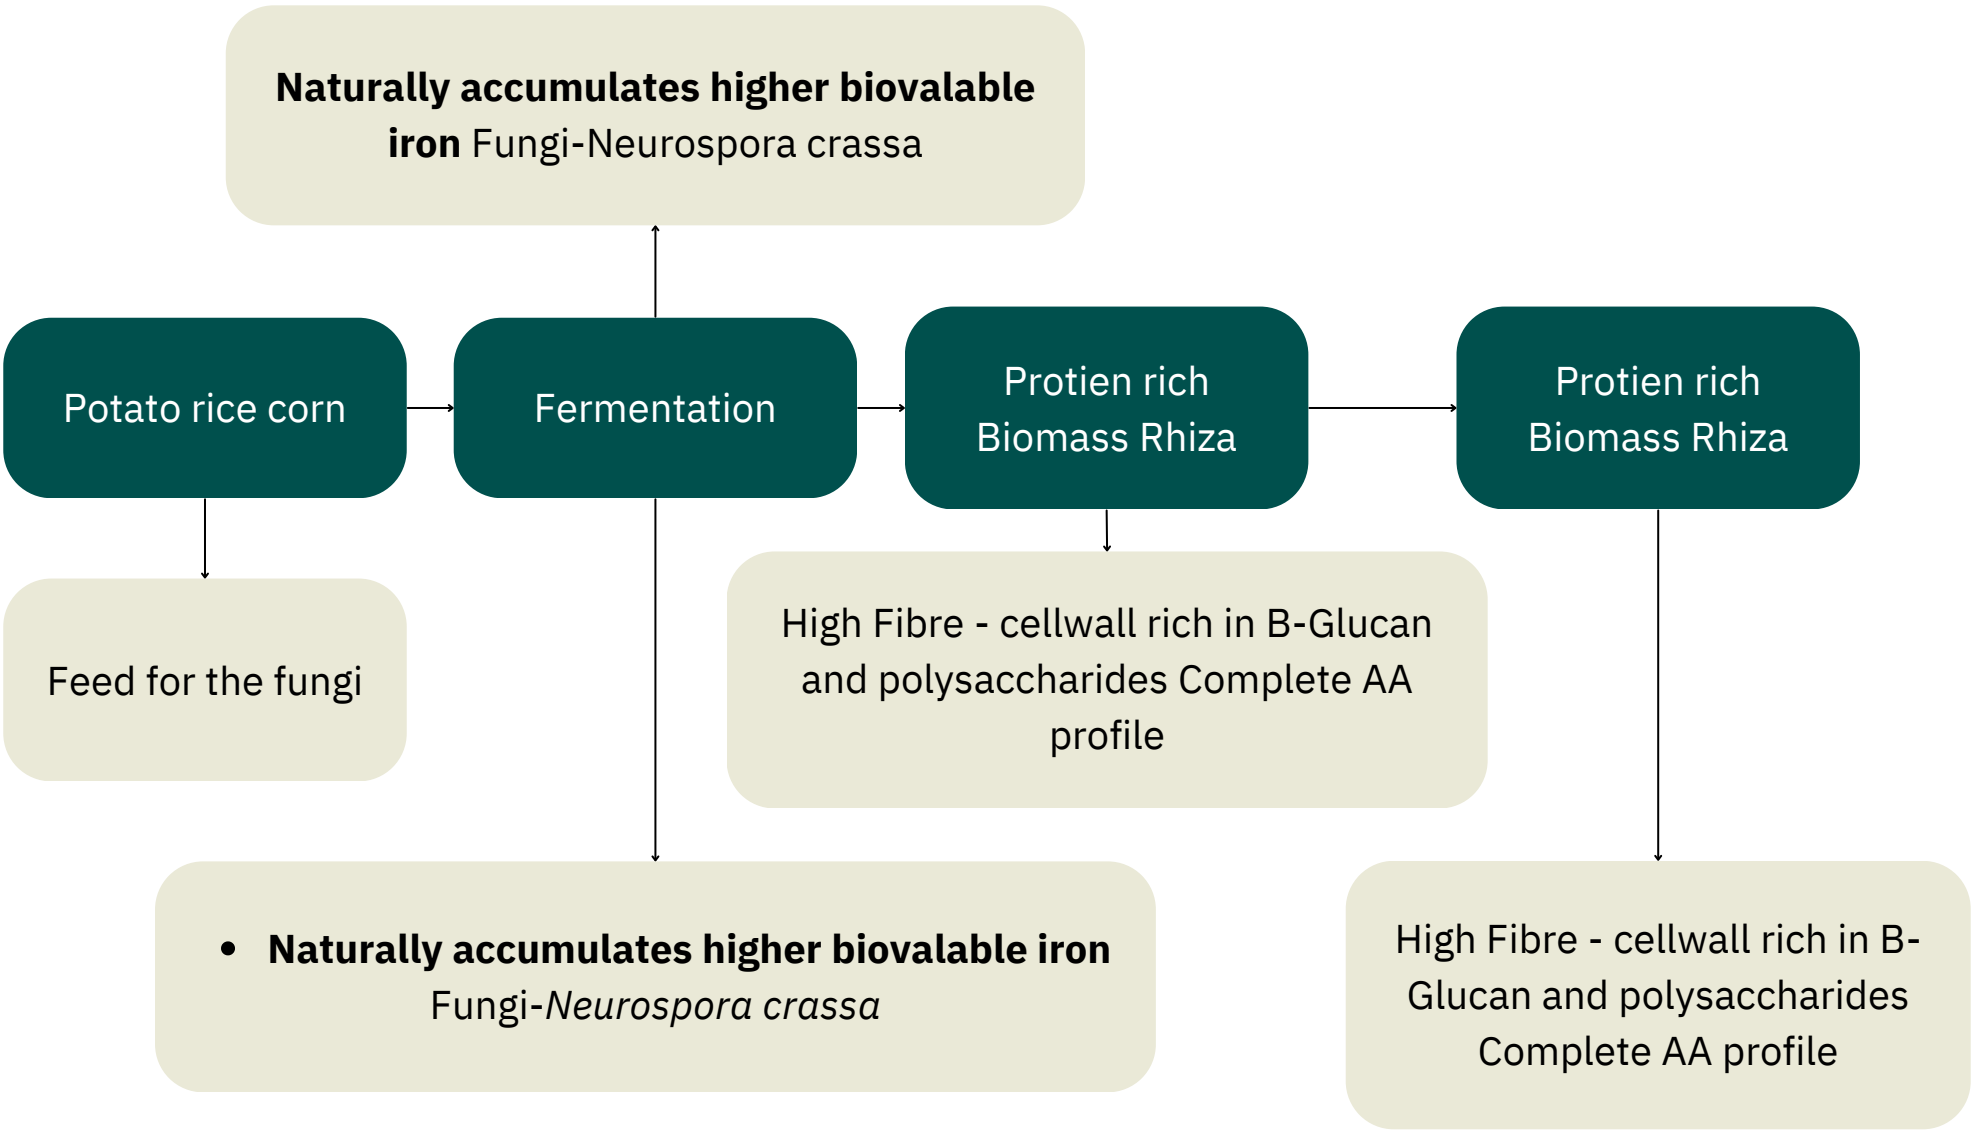 Naturally accumulates higher biovalable
iron Fungi-Neurospora crassa
Potato rice corn
Fermentation
Protien rich
Biomass Rhiza
Protien rich
Biomass Rhiza
Feed for the fungi
High Fibre - cellwall rich in B-Glucan
and polysaccharides Complete AA
profile
• Naturally accumulates higher biovalable iron
Fungi-Neurospora crassa
High Fibre - cellwall rich in B-
Glucan and polysaccharides
Complete AA profile